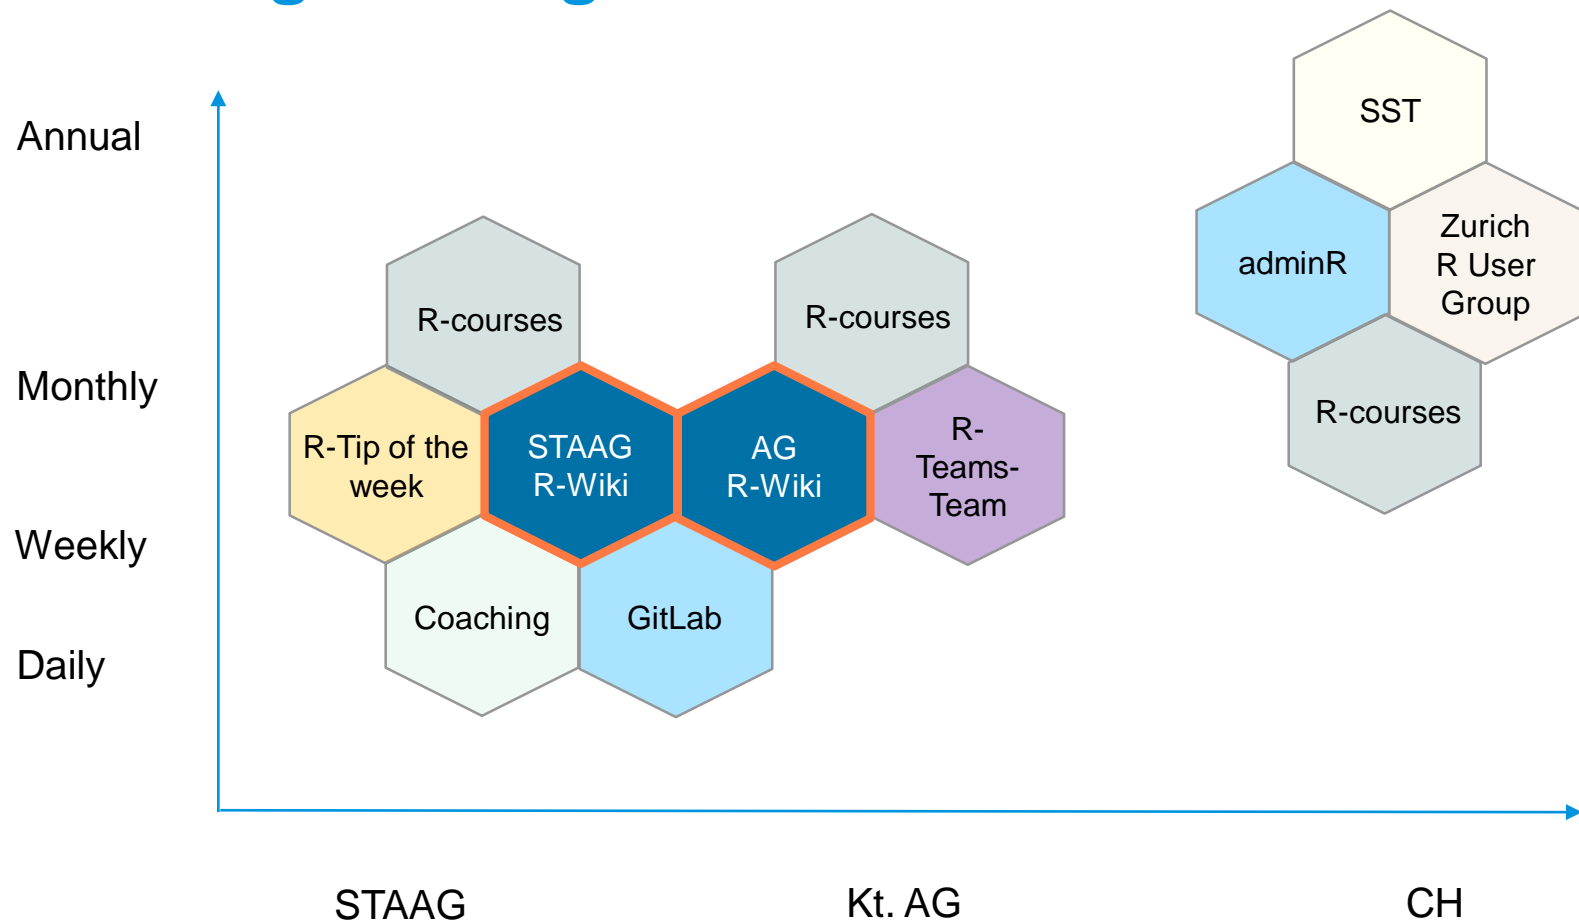 Annual
Monthly
Weekly
Daily
R-courses
R-Tip of the
week
STAAG
R-Wiki
Coaching
GitLab
R-courses
AG
R-Wiki
R-
Teams-
Team
SST
adminR
Zurich
R User
Group
R-courses
STAAG
Kt. AG
CH